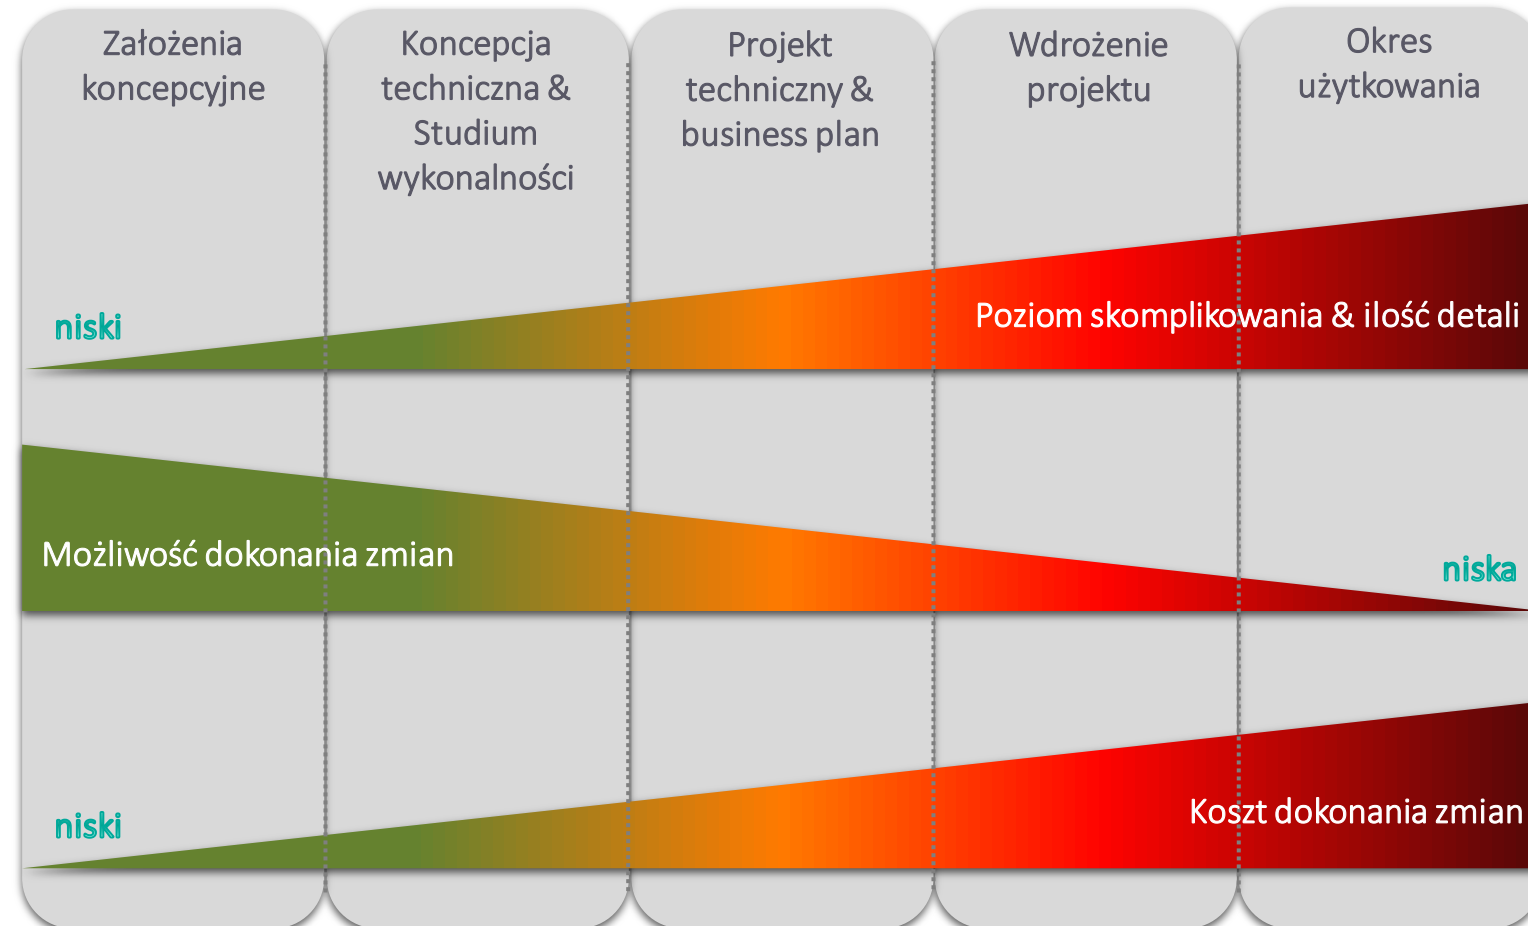 Założenia
koncepcyjne
Koncepcja
techniczna &
Studium
wykonalności
Projekt
techniczny &
business plan
Wdrożenie
projektu
Okres
użytkowania
niski
Poziom skomplikowania & ilość detali
Możliwość dokonania zmian
niska
niski
Koszt dokonania zmian